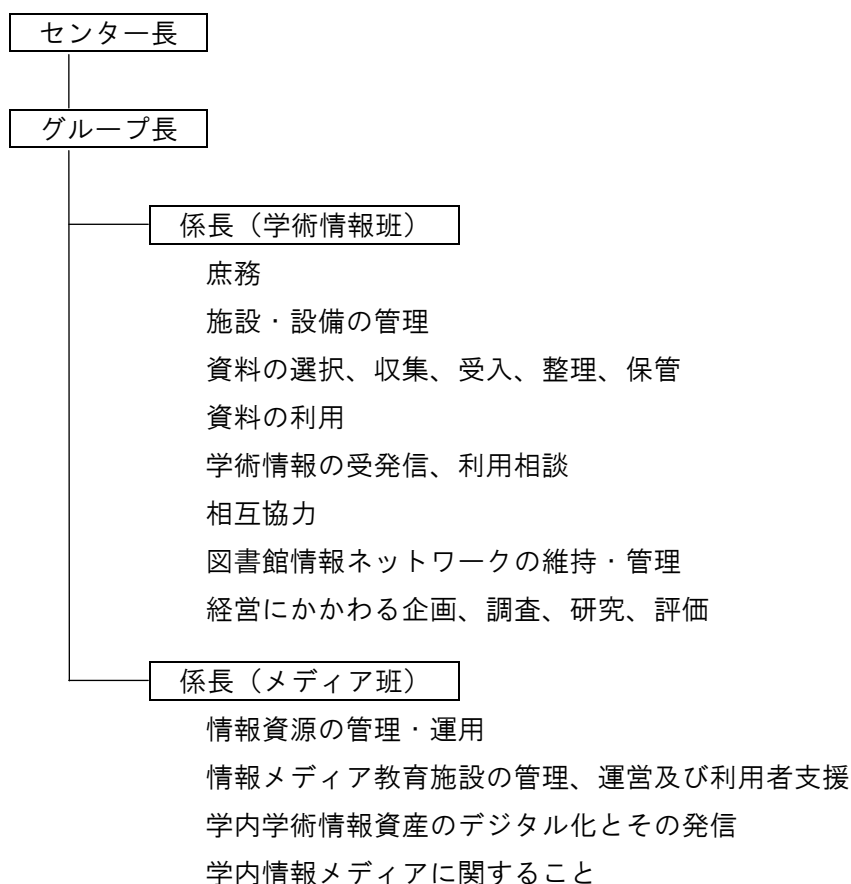 センター長
グループ長
係長（学術情報班）
庶務
施設・設備の管理
資料の選択、収集、受入、整理、保管
資料の利用
学術情報の受発信、利用相談
相互協力
図書館情報ネットワークの維持・管理
経営にかかわる企画、調査、研究、評価
係長（メディア班）
情報資源の管理・運用
情報メディア教育施設の管理、運営及び利用者支援
学内学術情報資産のデジタル化とその発信
学内情報メディアに関すること